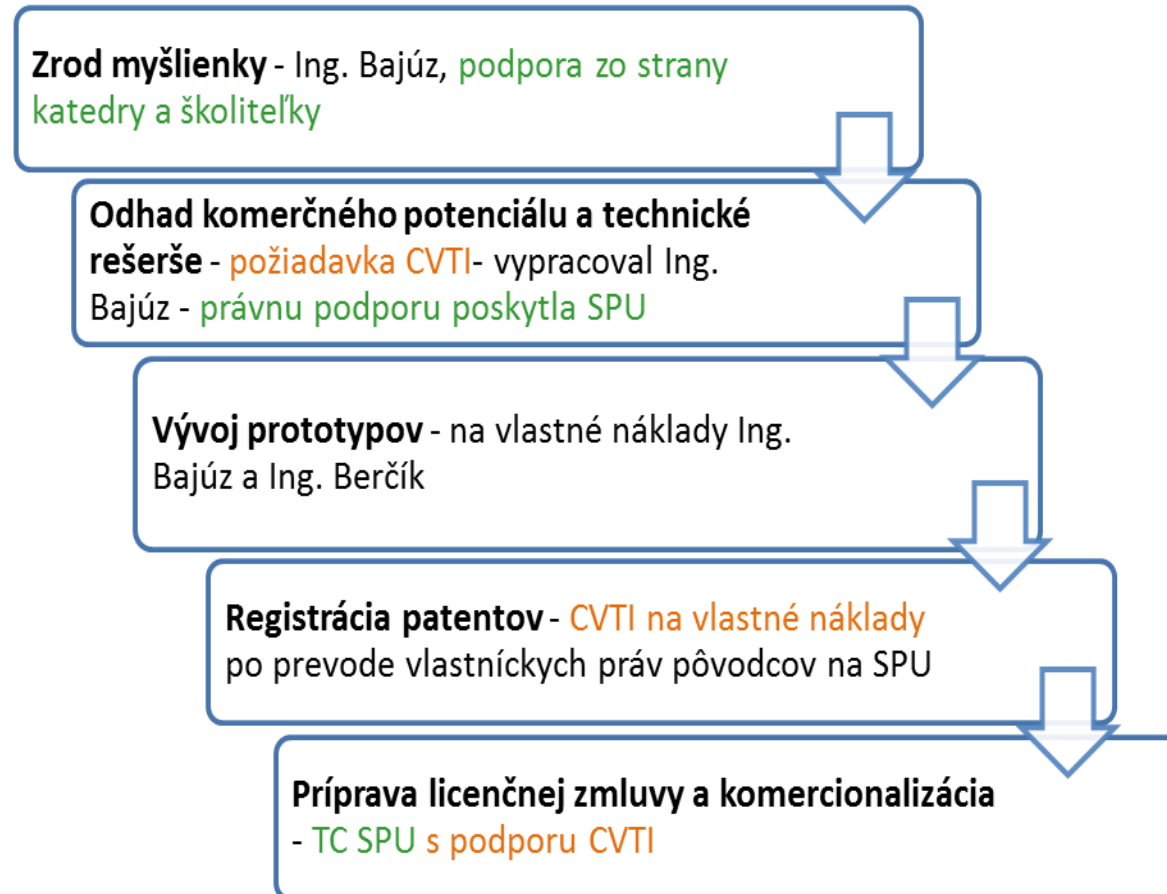 Zrod myšlienky - Ing. Bajúz, podpora zo strany
katedry a školiteľky
Odhad komerčného potenciálu a technické
rešerše - požiadavka CVTI- vypracoval Ing.
Bajúz - právnu podporu poskytla SPU
Vývoj prototypov - na vlastné náklady Ing.
Bajúz a Ing. Berčík
Registrácia patentov - CVTI na vlastné náklady
po prevode vlastníckych práv pôvodcov na SPU
Príprava licenčnej zmluvy a komercionalizácia
- TC SPU s podporu CVTI